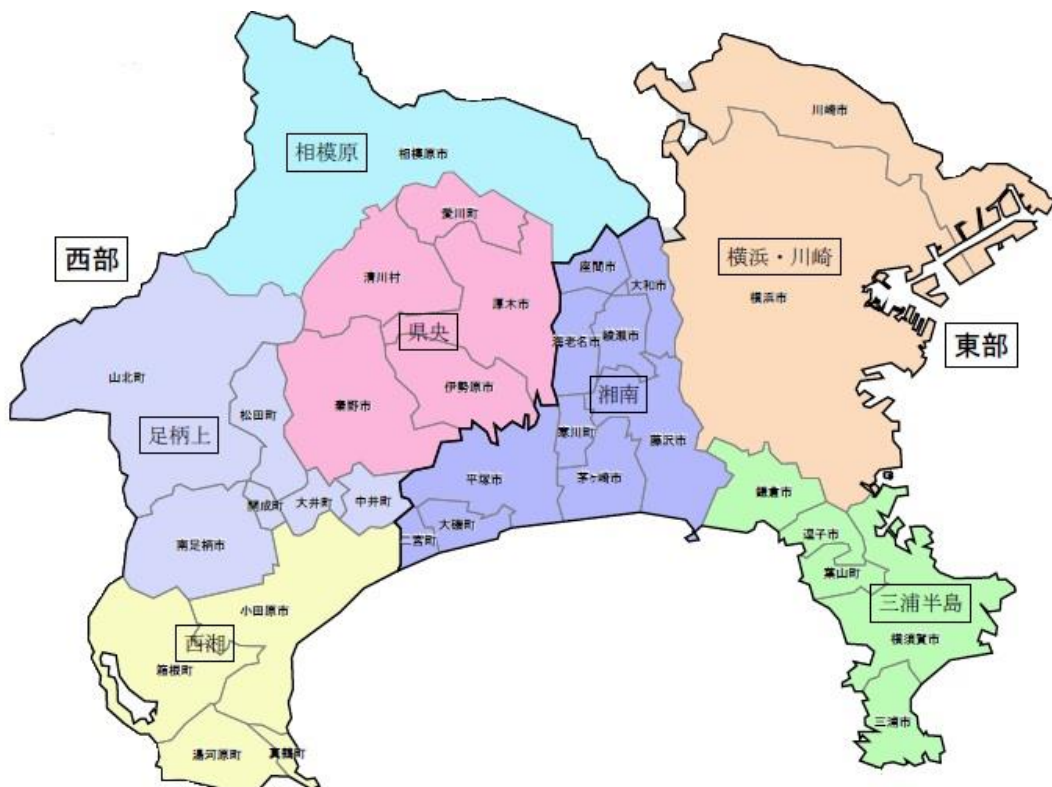 川崎市
相模原
相模原市
愛川町
西部
清川村
厚木市
座間市
大和市
横浜・川崎
横浜市
県央
海老名市
綾瀬市
東部
山北町
秦野市
伊勢原市
湘南
松田町
足柄上
寒川町
藤沢市
平塚市
茅ヶ崎市
開成町
大井町
中井町
鎌倉市
大磯町
二宮町
南足柄市
逗子市
葉山町
小田原市
三浦半島
西湘
横須賀市
箱根町
三浦市
湯河原町
真鶴町